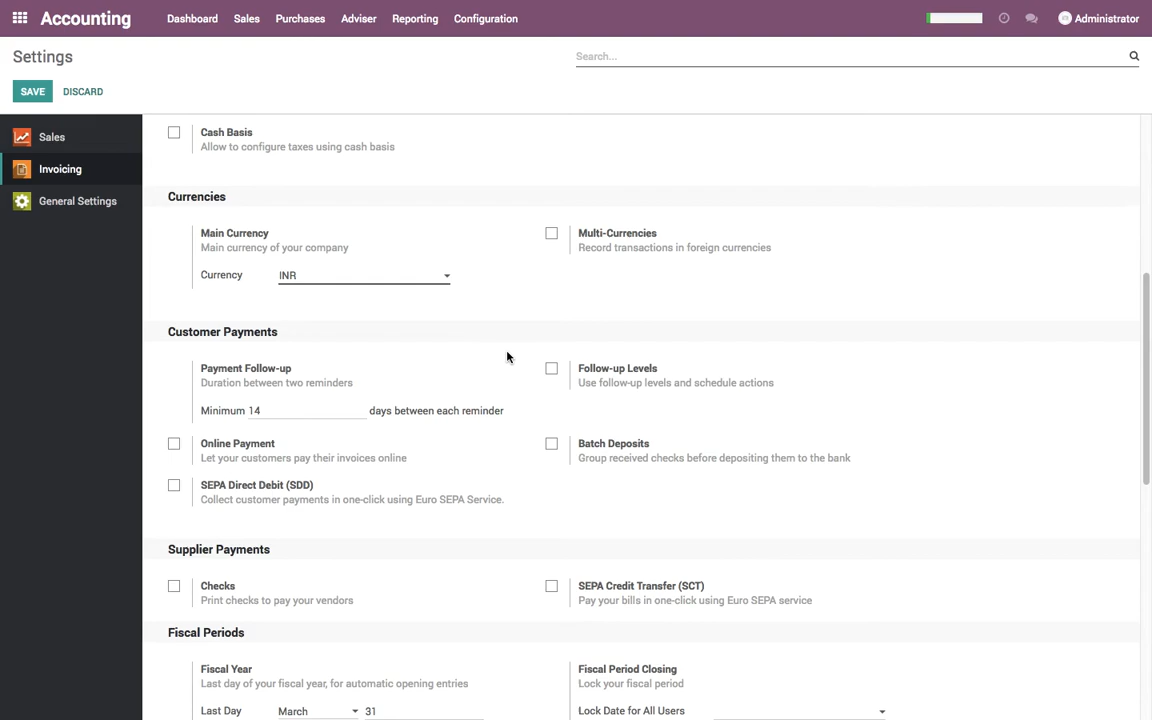 Accounting Dashboard Sales Purchases Adviser Reporting Configuration Administrator
Settings
Search...
SAVE DISCARD
Sales
Invoicing
General Settings
Cash Basis
Allow to configure taxes using cash basis
Currencies
Main Currency
Main currency of your company
Currency INR
Multi-Currencies
Record transactions in foreign currencies
Customer Payments
Payment Follow-up
Duration between two reminders
Minimum 14 days between each reminder
Follow-up Levels
Use follow-up levels and schedule actions
Online Payment
Let your customers pay their invoices online
Batch Deposits
Group received checks before depositing them to the bank
SEPA Direct Debit (SDD)
Collect customer payments in one-click using Euro SEPA Service.
Supplier Payments
Checks
Print checks to pay your vendors
SEPA Credit Transfer (SCT)
Pay your bills in one-click using Euro SEPA service
Fiscal Periods
Fiscal Year
Last day of your fiscal year, for automatic opening entries
Last Day March 31
Fiscal Period Closing
Lock your fiscal period
Lock Date for All Users